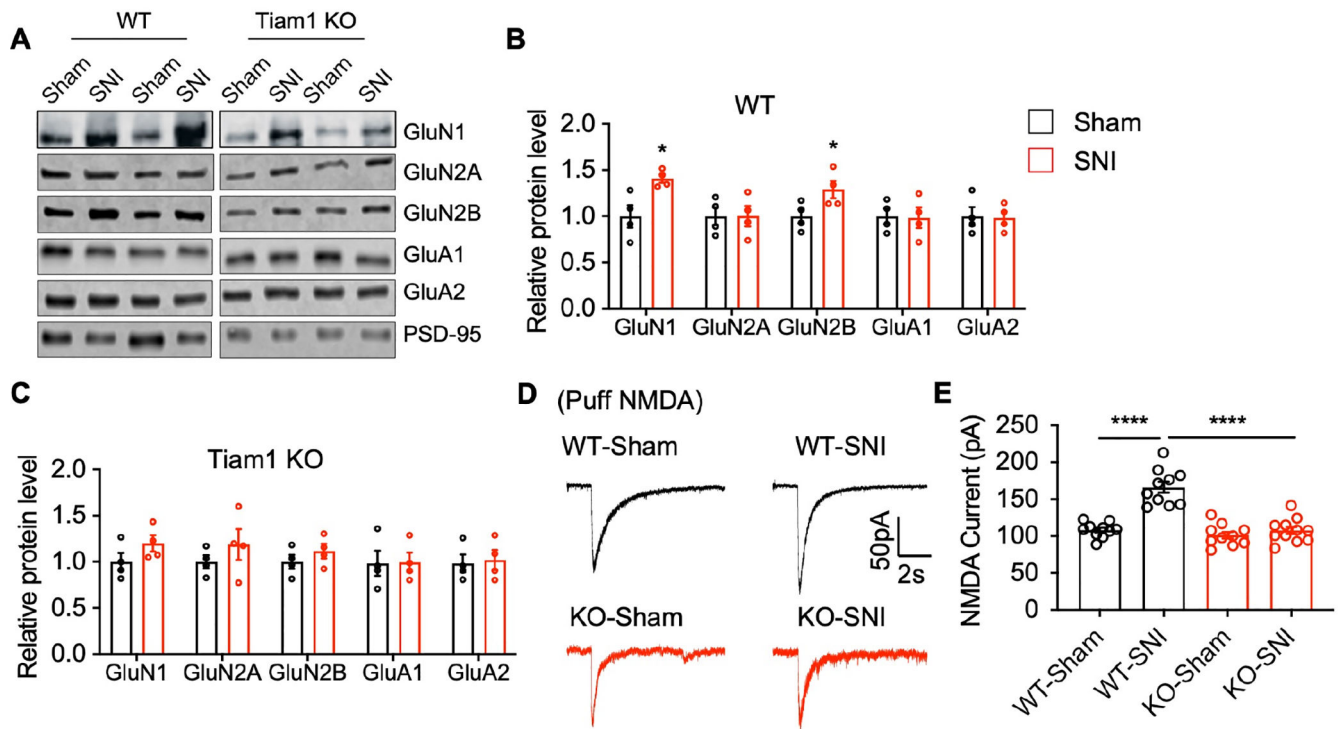 A
WT
Tiam1 KO
Sham
SNI
Sham
SNI
Sham
SNI
Sham
SNI
GluN1
GluN2A
GluN2B
GluA1
GluA2
PSD-95
B
WT
Sham
SNI
Relative protein level
2.0
1.5
1.0
0.5
0.0
*
*
GluN1
GluN2A
GluN2B
GluA1
GluA2
C
Tiam1 KO
Relative protein level
2.0
1.5
1.0
0.5
0.0
GluN1
GluN2A
GluN2B
GluA1
GluA2
D
(Puff NMDA)
WT-Sham
WT-SNI
50pA
2s
KO-Sham
KO-SNI
E
NMDA Current (pA)
250
200
150
100
50
0
****
****
WT-Sham
WT-SNI
KO-Sham
KO-SNI